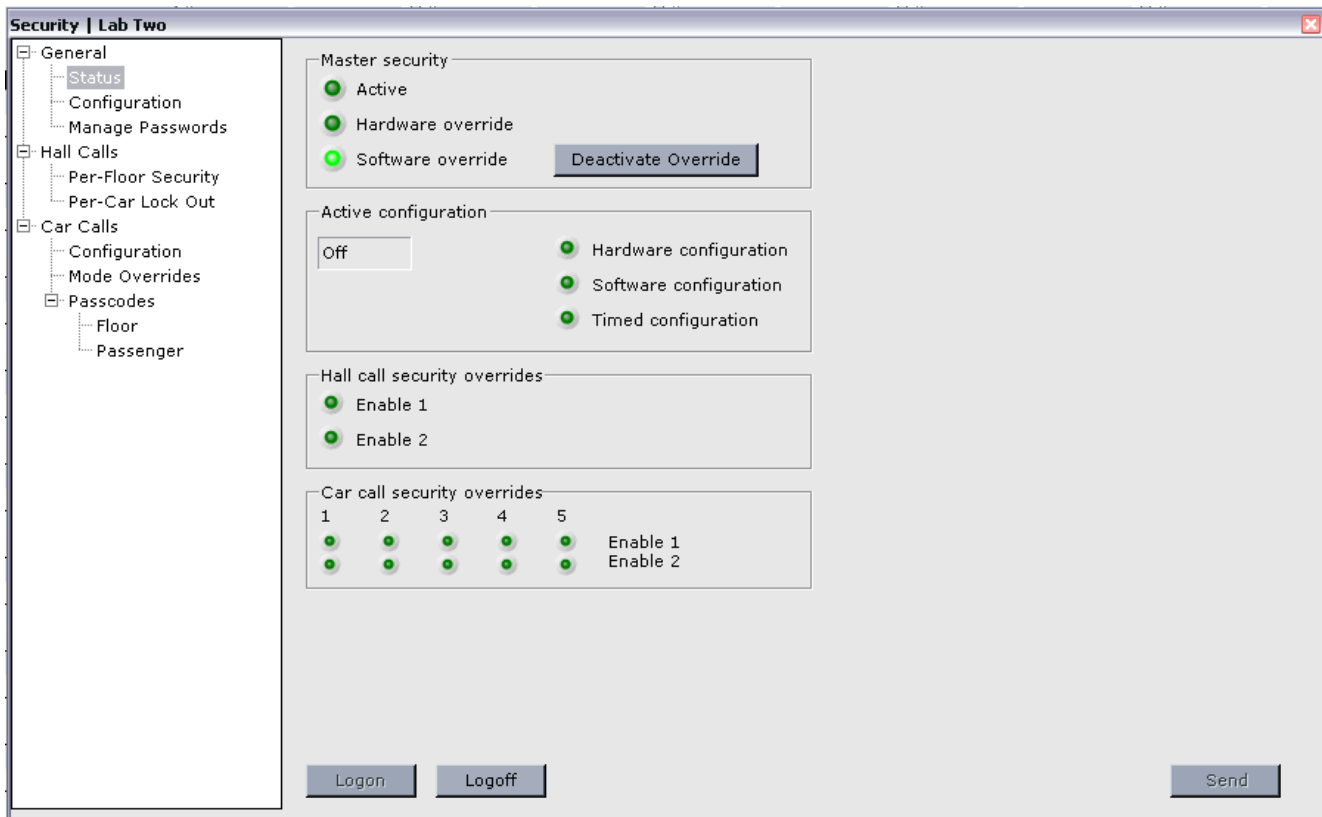 Security | Lab Two
General
Status
Configuration
Manage Passwords
Hall Calls
Per-Floor Security
Per-Car Lock Out
Car Calls
Configuration
Mode Overrides
Passcodes
Floor
Passenger
Master security
Active
Hardware override
Software override
Deactivate Override
Active configuration
Off
Hardware configuration
Software configuration
Timed configuration
Hall call security overrides
Enable 1
Enable 2
Car call security overrides
1 2 3 4 5
Enable 1
Enable 2
Logon
Logoff
Send